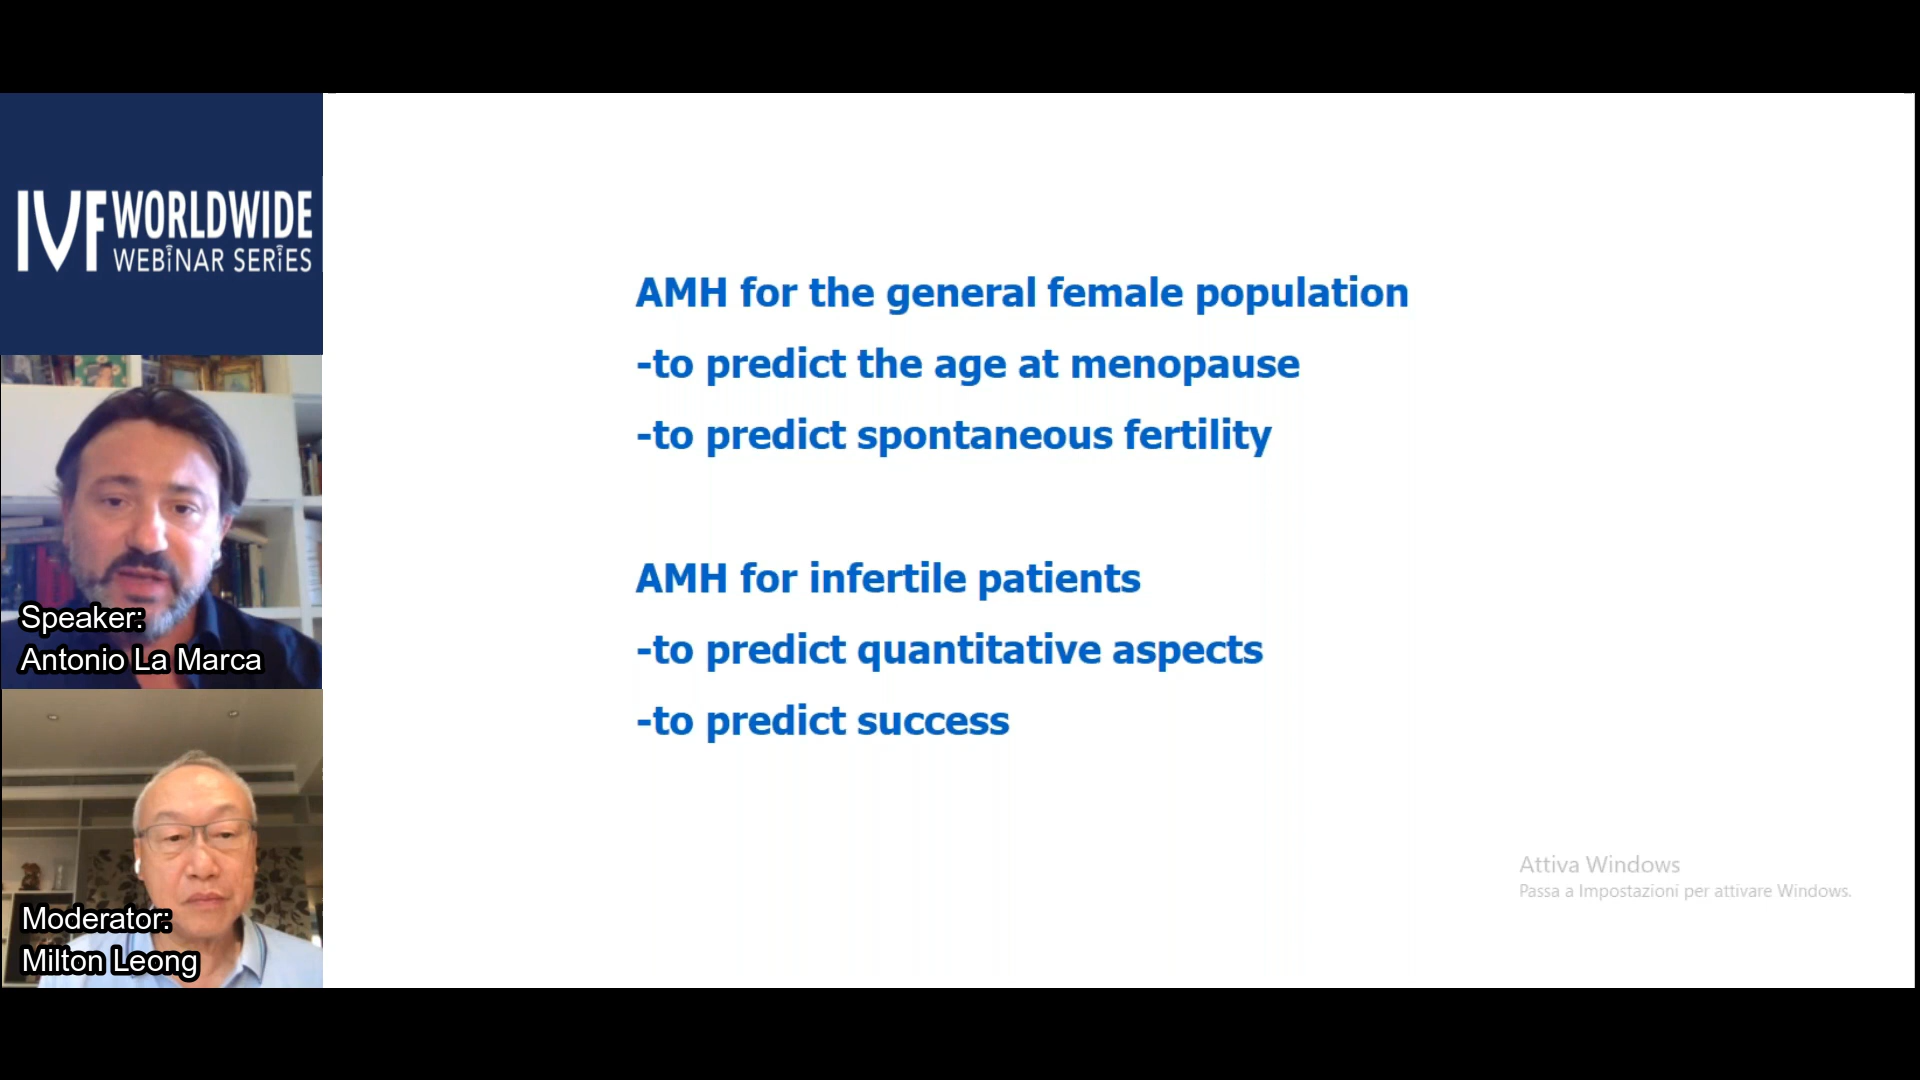 IVF WORLDWIDE
WEBINAR SERIES
Speaker:
Antonio La Marca
Moderator:
Milton Leong
AMH for the general female population
-to predict the age at menopause
-to predict spontaneous fertility
AMH for infertile patients
-to predict quantitative aspects
-to predict success
Attiva Windows
Passa a Impostazioni per attivare Windows.